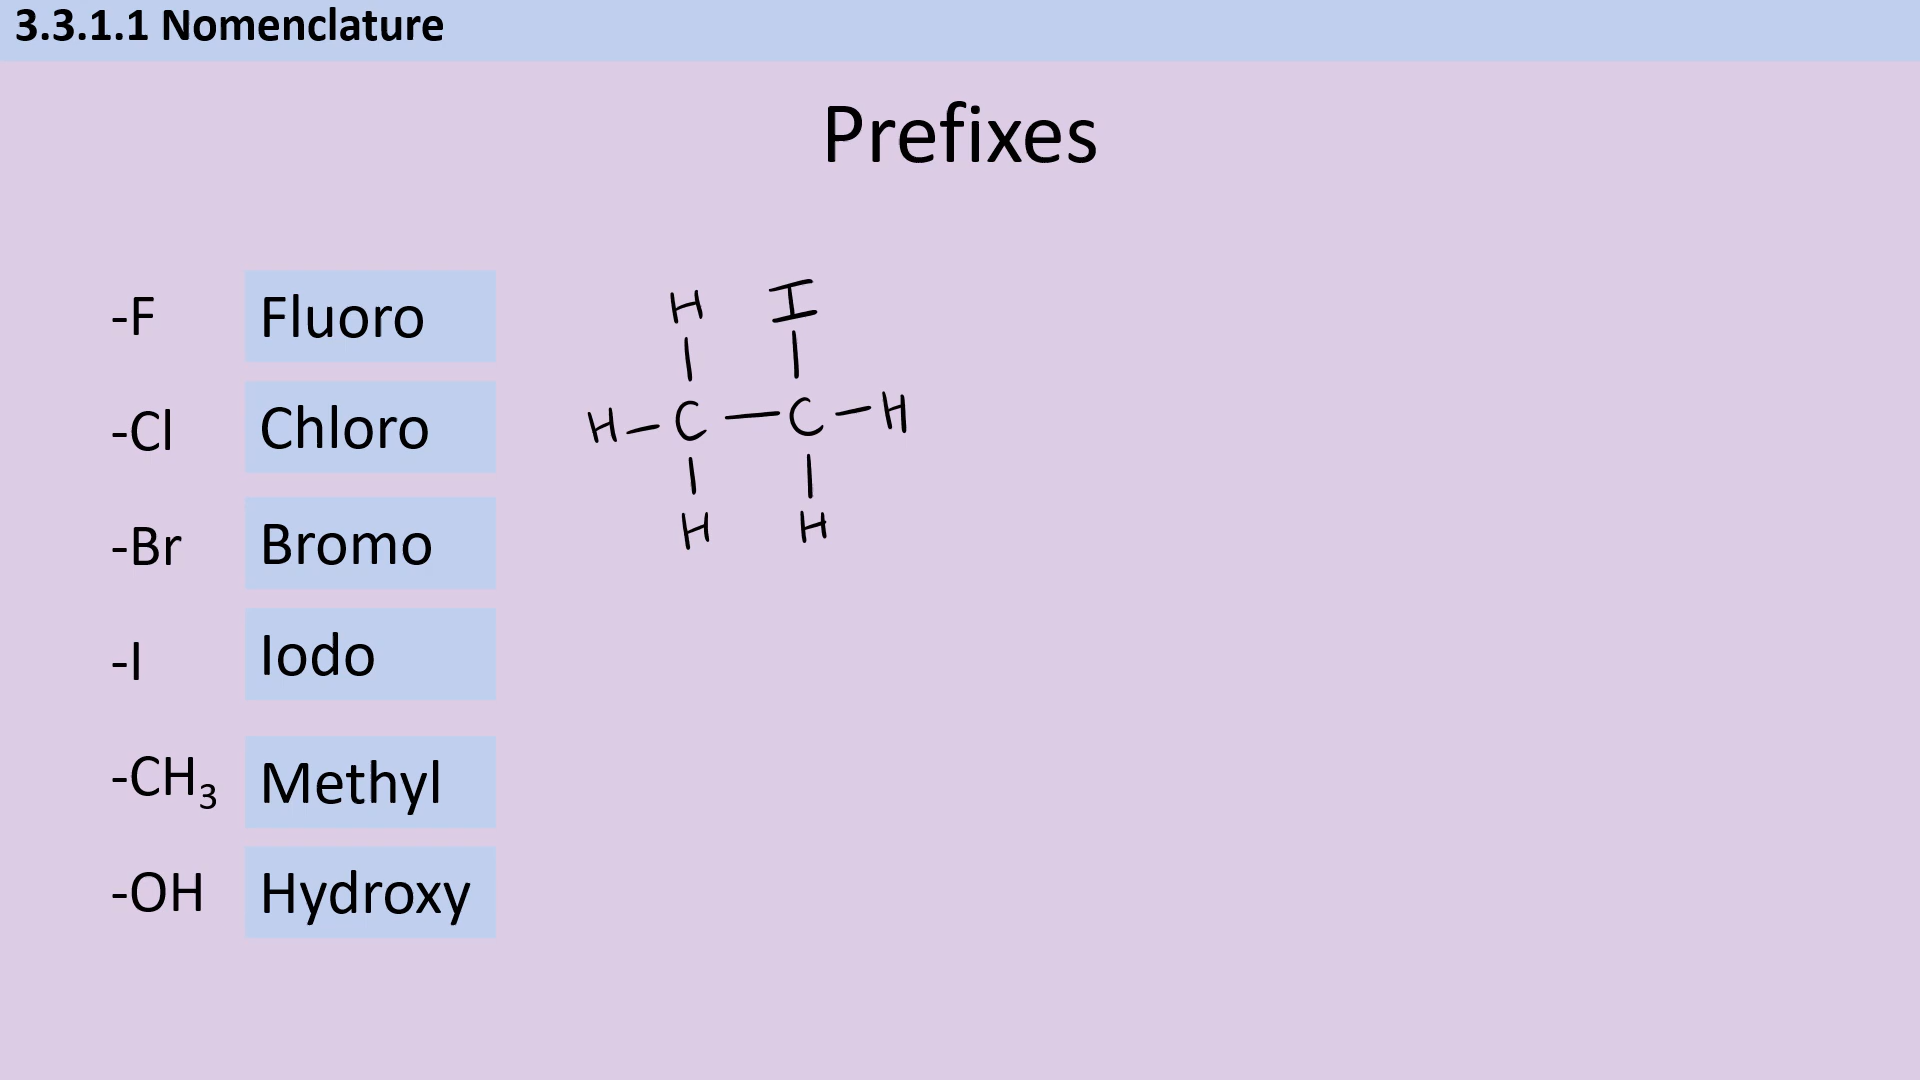 3.3.1.1 Nomenclature
Prefixes
-F Fluoro
-Cl Chloro
-Br Bromo
-I Iodo
-CH₃ Methyl
-OH Hydroxy
H I
H – C – C – H
H H